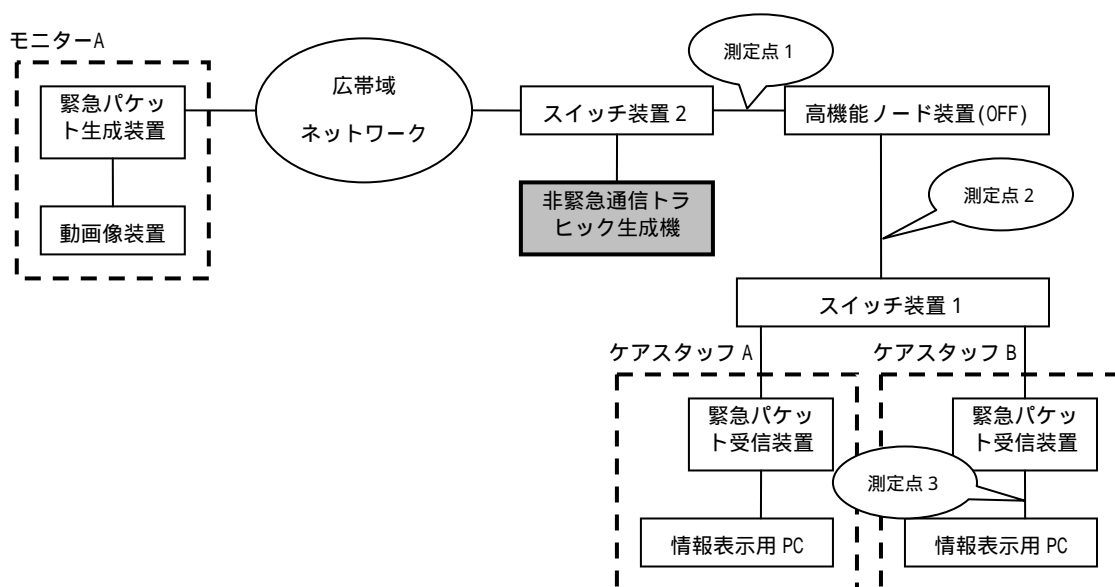 モニターA
緊急パケッ
ト生成装置
動画像装置
広帯域
ネットワーク
測定点1
スイッチ装置2
高機能ノード装置(OFF)
非緊急通信トラ
ヒック生成機
測定点2
スイッチ装置1
ケアスタッフA
ケアスタッフB
緊急パケッ
ト受信装置
緊急パケッ
ト受信装置
測定点3
情報表示用PC
情報表示用PC